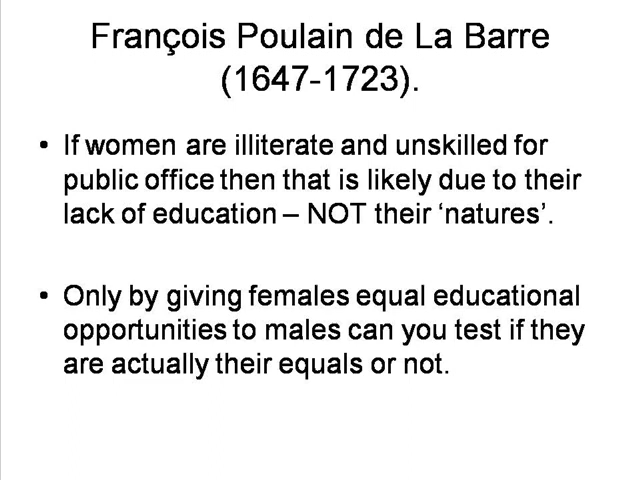 François Poulain de La Barre
(1647-1723).
• If women are illiterate and unskilled for
public office then that is likely due to their
lack of education – NOT their ‘natures’.
• Only by giving females equal educational
opportunities to males can you test if they
are actually their equals or not.